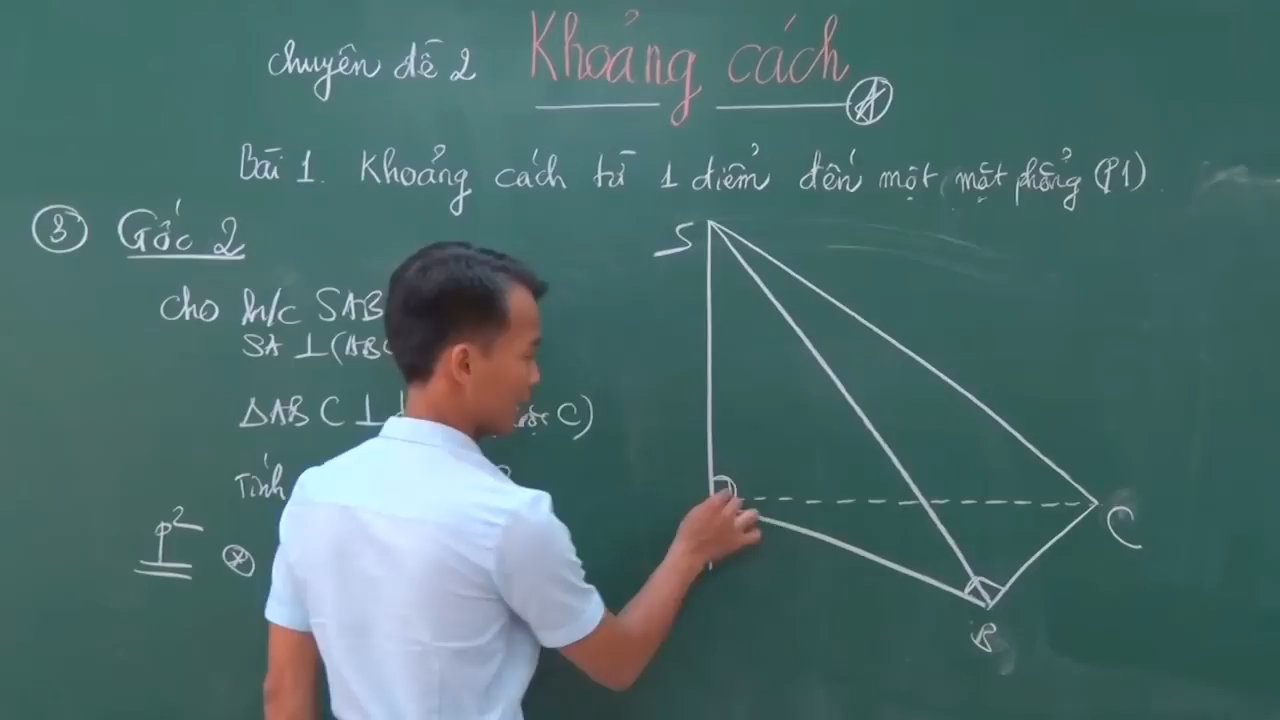 Chuyên đề 2 Khoảng cách A
Bài 1. Khoảng cách từ 1 điểm đến một mặt phẳng (P1)
3 Gốc 2
cho h/c SAB
SA ⊥ (ABC
ΔABC ⊥ C)
Tính
P²
S
C
B